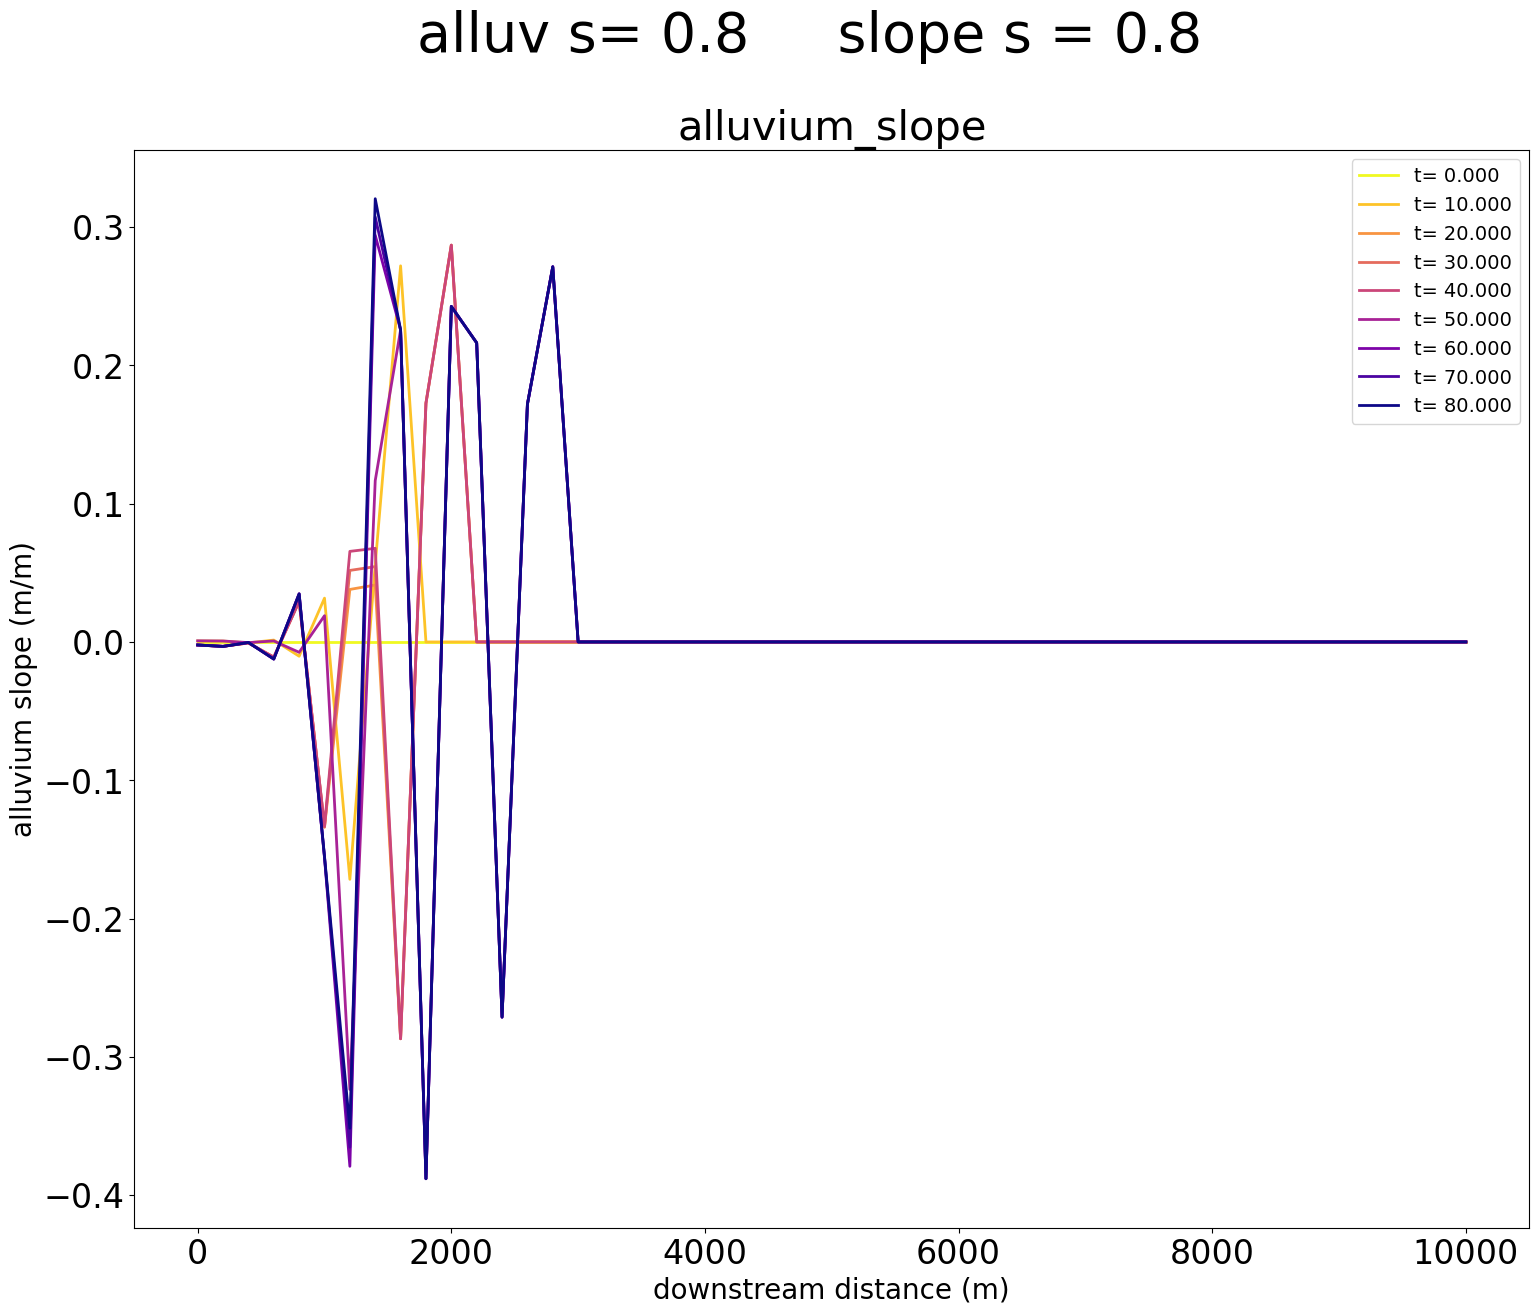 alluv s= 0.8 slope s = 0.8
alluvium_slope
t= 0.000
t= 10.000
t= 20.000
t= 30.000
t= 40.000
t= 50.000
t= 60.000
t= 70.000
t= 80.000
0.3
0.2
0.1
0.0
−0.1
−0.2
−0.3
−0.4
alluvium slope (m/m)
0 2000 4000 6000 8000 10000
downstream distance (m)